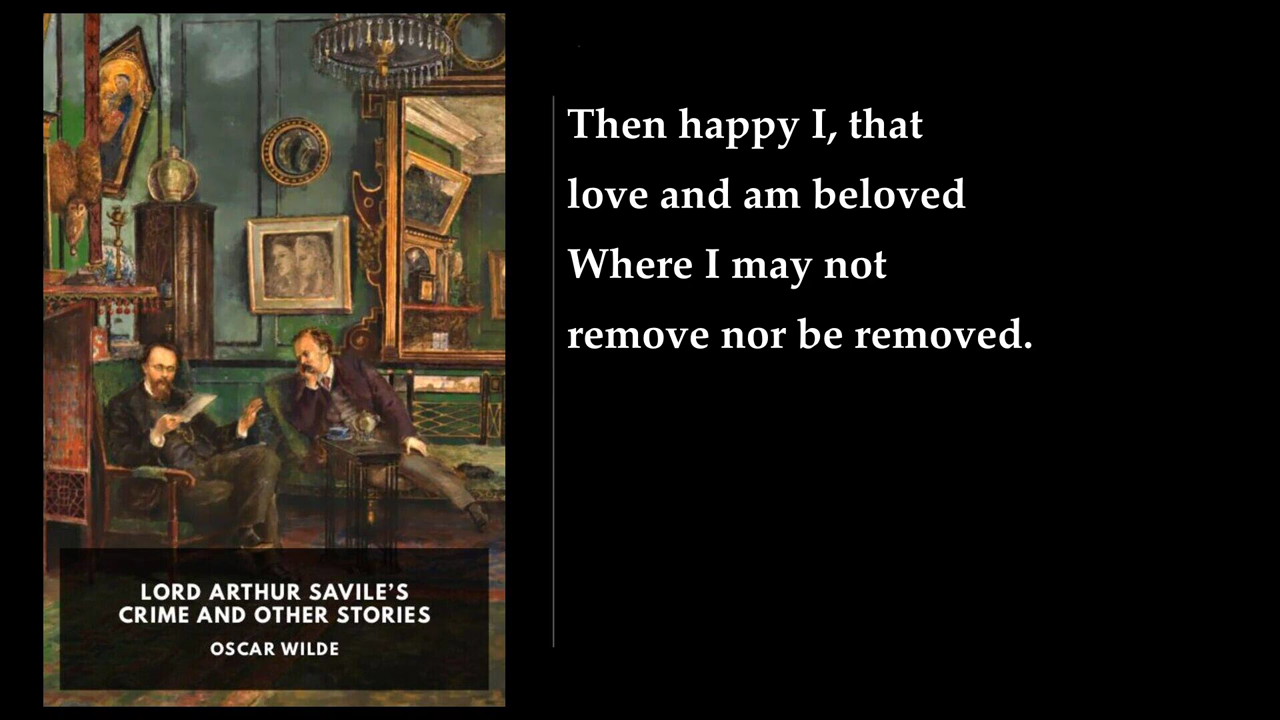 Then happy I, that
love and am beloved
Where I may not
remove nor be removed.
LORD ARTHUR SAVILE’S
CRIME AND OTHER STORIES
OSCAR WILDE